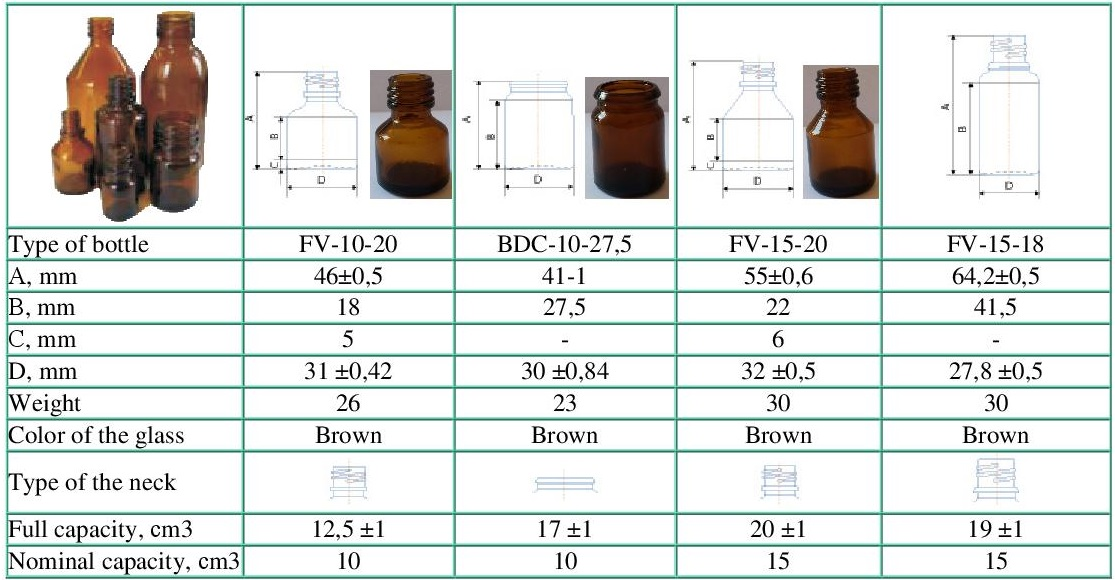 A B C D A B D A B C D A B D
Type of bottle FV-10-20 BDC-10-27,5 FV-15-20 FV-15-18
A, mm 46±0,5 41-1 55±0,6 64,2±0,5
B, mm 18 27,5 22 41,5
C, mm 5 - 6 -
D, mm 31 ±0,42 30 ±0,84 32 ±0,5 27,8 ±0,5
Weight 26 23 30 30
Color of the glass Brown Brown Brown Brown
Type of the neck
Full capacity, cm3 12,5 ±1 17 ±1 20 ±1 19 ±1
Nominal capacity, cm3 10 10 15 15